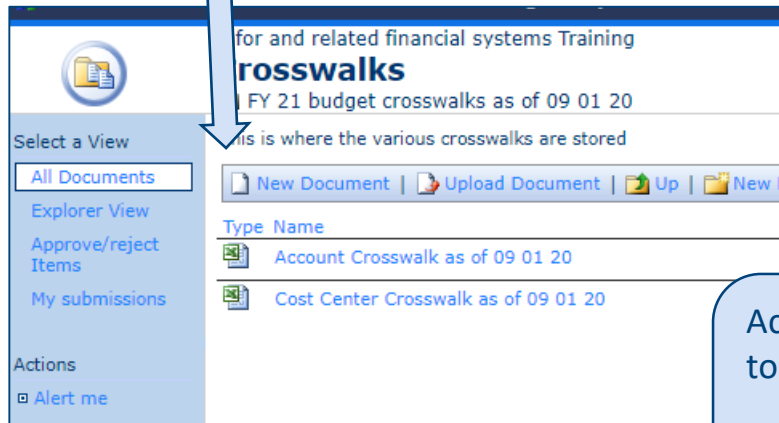 for and related financial systems Training
rosswalks
FY 21 budget crosswalks as of 09 01 20
Select a View
his is where the various crosswalks are stored
All Documents
New Document | Upload Document | Up | New
Explorer View
Type Name
Approve/reject
Items
Account Crosswalk as of 09 01 20
My submissions
Cost Center Crosswalk as of 09 01 20
to
Actions
Alert me